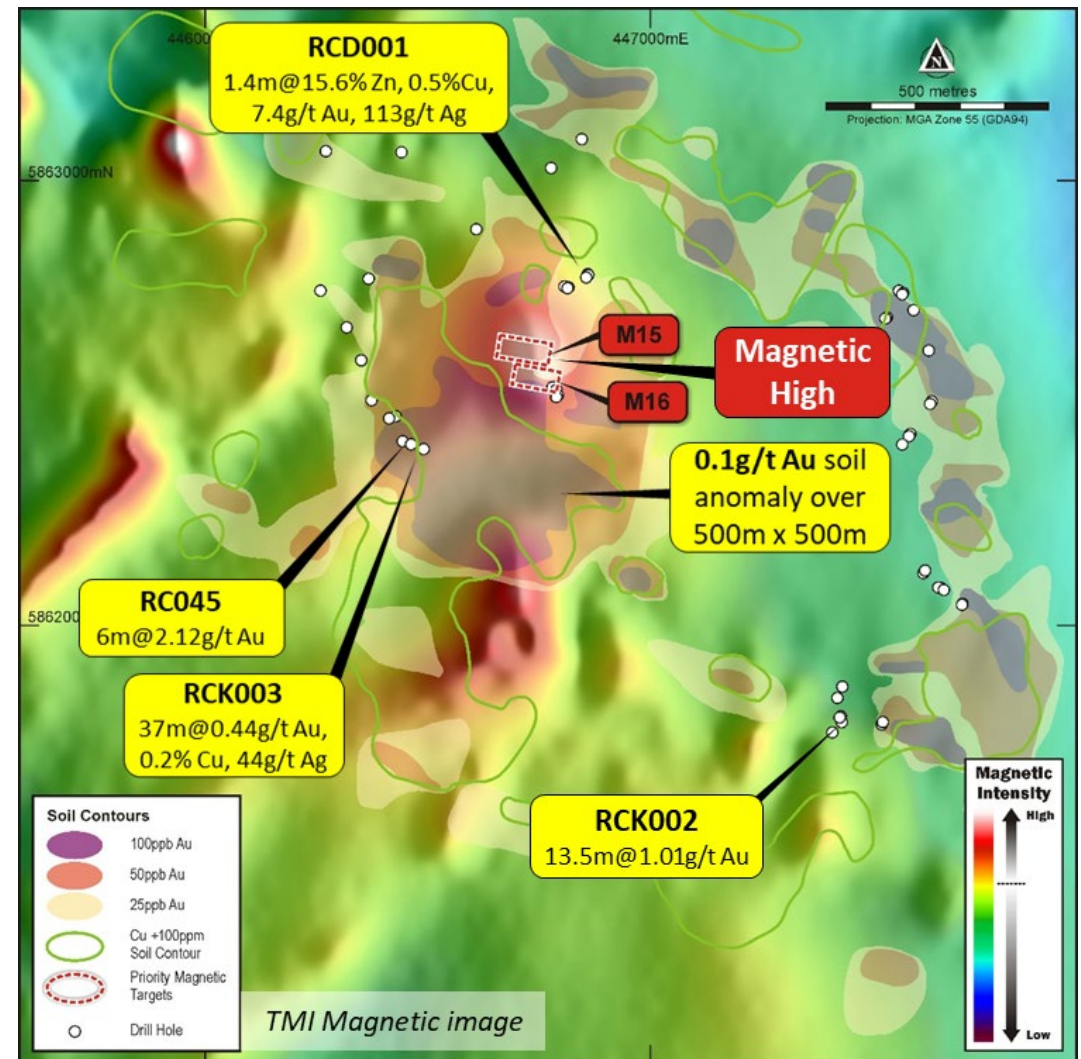 446000
RCD001
1.4m@15.6% Zn, 0.5%Cu,
7.4g/t Au, 113g/t Ag
447000mE
N
500 metres
Projection: MGA Zone 55 (GDA94)
5863000mN
M15
Magnetic
High
M16
0.1g/t Au soil
anomaly over
500m x 500m
RC045
6m@2.12g/t Au
586200
RCK003
37m@0.44g/t Au,
0.2% Cu, 44g/t Ag
RCK002
13.5m@1.01g/t Au
Magnetic
Intensity
High
Low
Soil Contours
100ppb Au
50ppb Au
25ppb Au
Cu +100ppm
Soil Contour
Priority Magnetic
Targets
Drill Hole
TMI Magnetic image